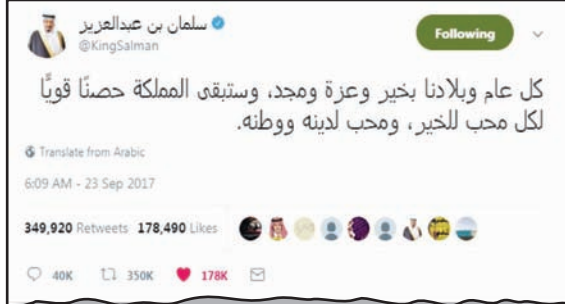 سلمان بن عبدالعزيز
@KingSalman
Following
كل عام وبلادنا بخير وعزة ومجد، وستبقى المملكة حصنًا قويًّا
لكل محب للخير، ومحب لدينه ووطنه.
Translate from Arabic
6:09 AM - 23 Sep 2017
349,920 Retweets 178,490 Likes
40K 350K 178K